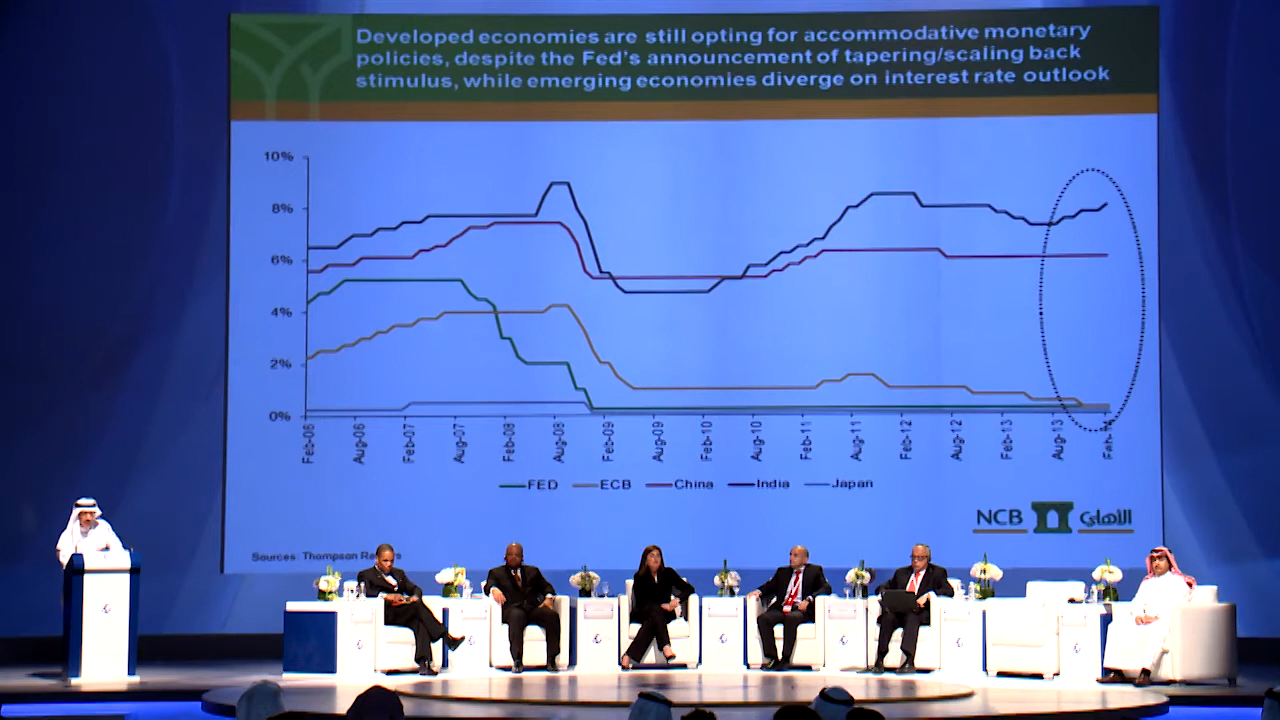 Developed economies are still opting for accommodative monetary
policies, despite the Fed's announcement of tapering/scaling back
stimulus, while emerging economies diverge on interest rate outlook
10%
8%
6%
4%
2%
0%
Feb-06
Aug-06
Feb-07
Aug-07
Feb-08
Aug-08
Feb-09
Aug-09
Feb-10
Aug-10
Feb-11
Aug-11
Feb-12
Aug-12
Feb-13
Aug-13
FED ECB China India Japan
NCB الأهلي
Sources: Thompson